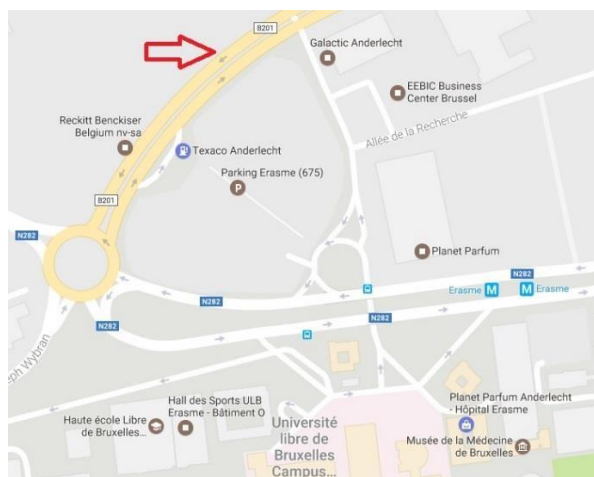 B201
Galactic Anderlecht
EEBIC Business
Center Brussel
Reckitt Benckiser
Belgium nv-sa
Texaco Anderlecht
Allée de la Recherche
Parking Erasme (675)
P
B201
N282
Planet Parfum
N282
Erasme M
M Erasme
N282
N282
N282
eph Wybran
Hall des Sports ULB
Erasme - Bâtiment O
Haute école Libre
de Bruxelles...
Université
libre de
Bruxelles
Campus...
Planet Parfum Anderlecht
- Hôpital Erasme
Musée de la Médecine
de Bruxelles